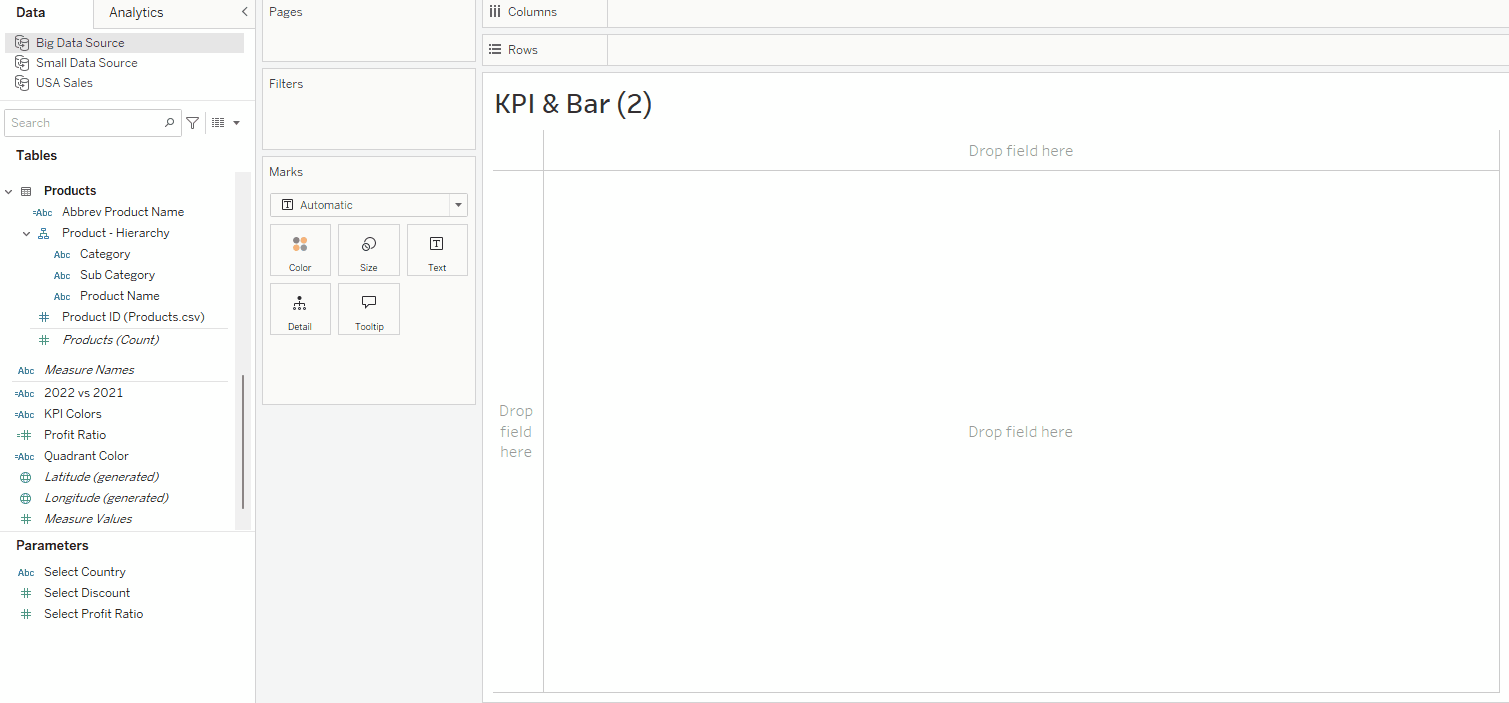 Data
Analytics
Big Data Source
Small Data Source
USA Sales
Search
Tables
Products
=Abc Abbrev Product Name
Product - Hierarchy
Abc Category
Abc Sub Category
Abc Product Name
# Product ID (Products.csv)
# Products (Count)
Abc Measure Names
=Abc 2022 vs 2021
=Abc KPI Colors
=# Profit Ratio
=Abc Quadrant Color
Latitude (generated)
Longitude (generated)
# Measure Values
Parameters
Abc Select Country
# Select Discount
# Select Profit Ratio
Pages
Filters
Marks
T Automatic
Color
Size
T
Text
Detail
Tooltip
Columns
Rows
KPI & Bar (2)
Drop field here
Drop
field
here
Drop field here